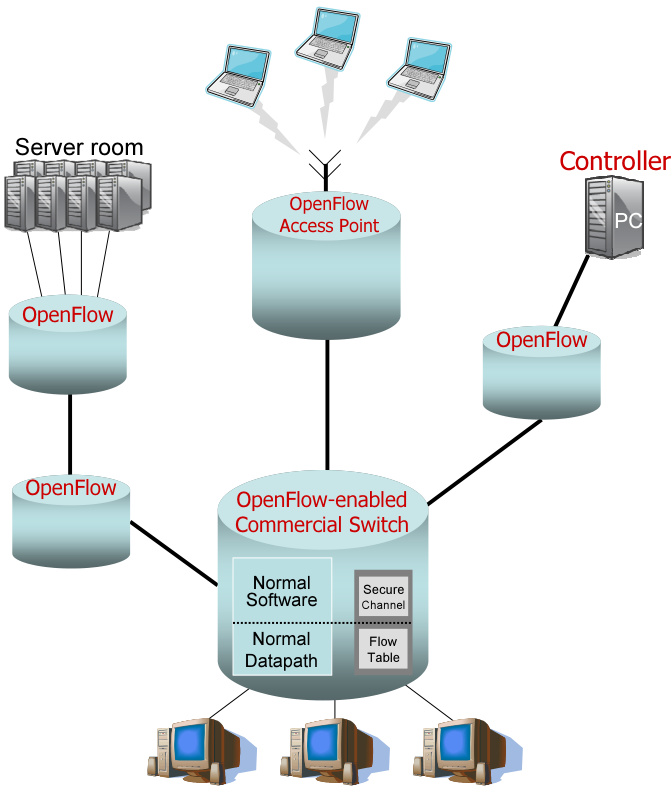 Server room
Controller
PC
OpenFlow
Access Point
OpenFlow
OpenFlow
OpenFlow
OpenFlow-enabled
Commercial Switch
Normal
Software
Secure
Channel
Normal
Datapath
Flow
Table